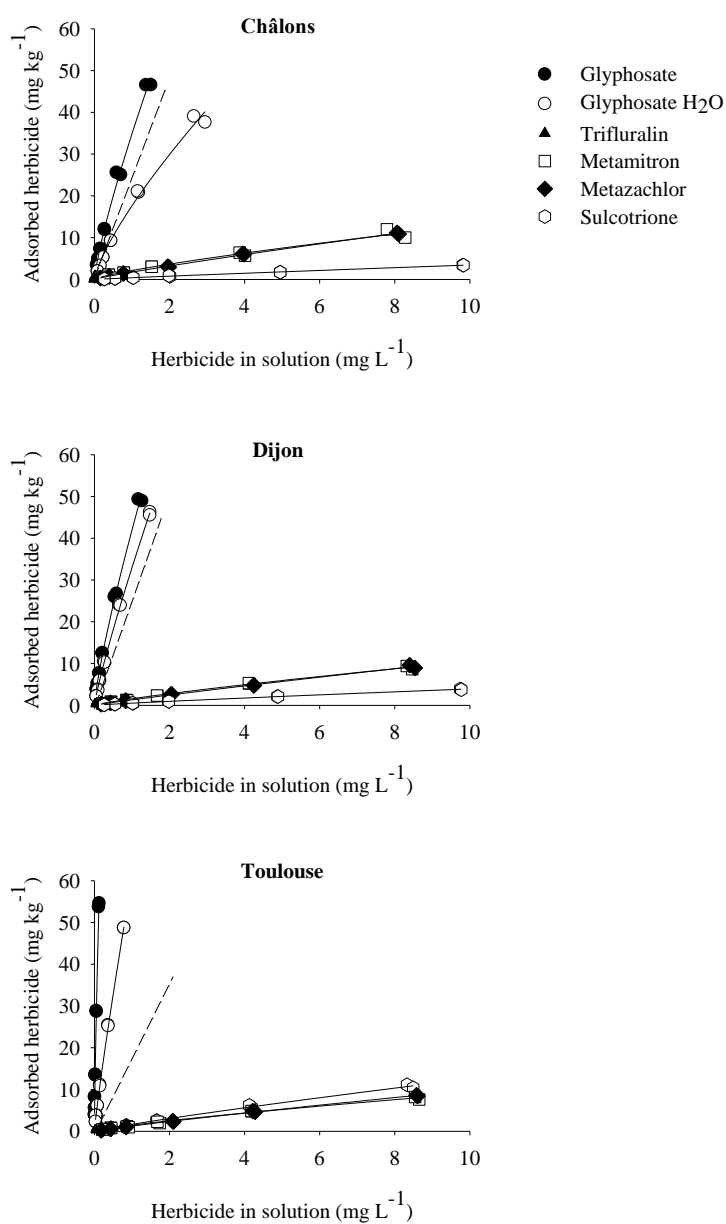 Châlons
Adsorbed herbicide (mg kg-1)
60
50
40
30
20
10
0
0 2 4 6 8 10
Herbicide in solution (mg L-1)
Glyphosate
Glyphosate H2O
Trifluralin
Metamitron
Metazachlor
Sulcotrione
Dijon
Adsorbed herbicide (mg kg-1)
60
50
40
30
20
10
0
0 2 4 6 8 10
Herbicide in solution (mg L-1)
Toulouse
Adsorbed herbicide (mg kg-1)
60
50
40
30
20
10
0
0 2 4 6 8 10
Herbicide in solution (mg L-1)